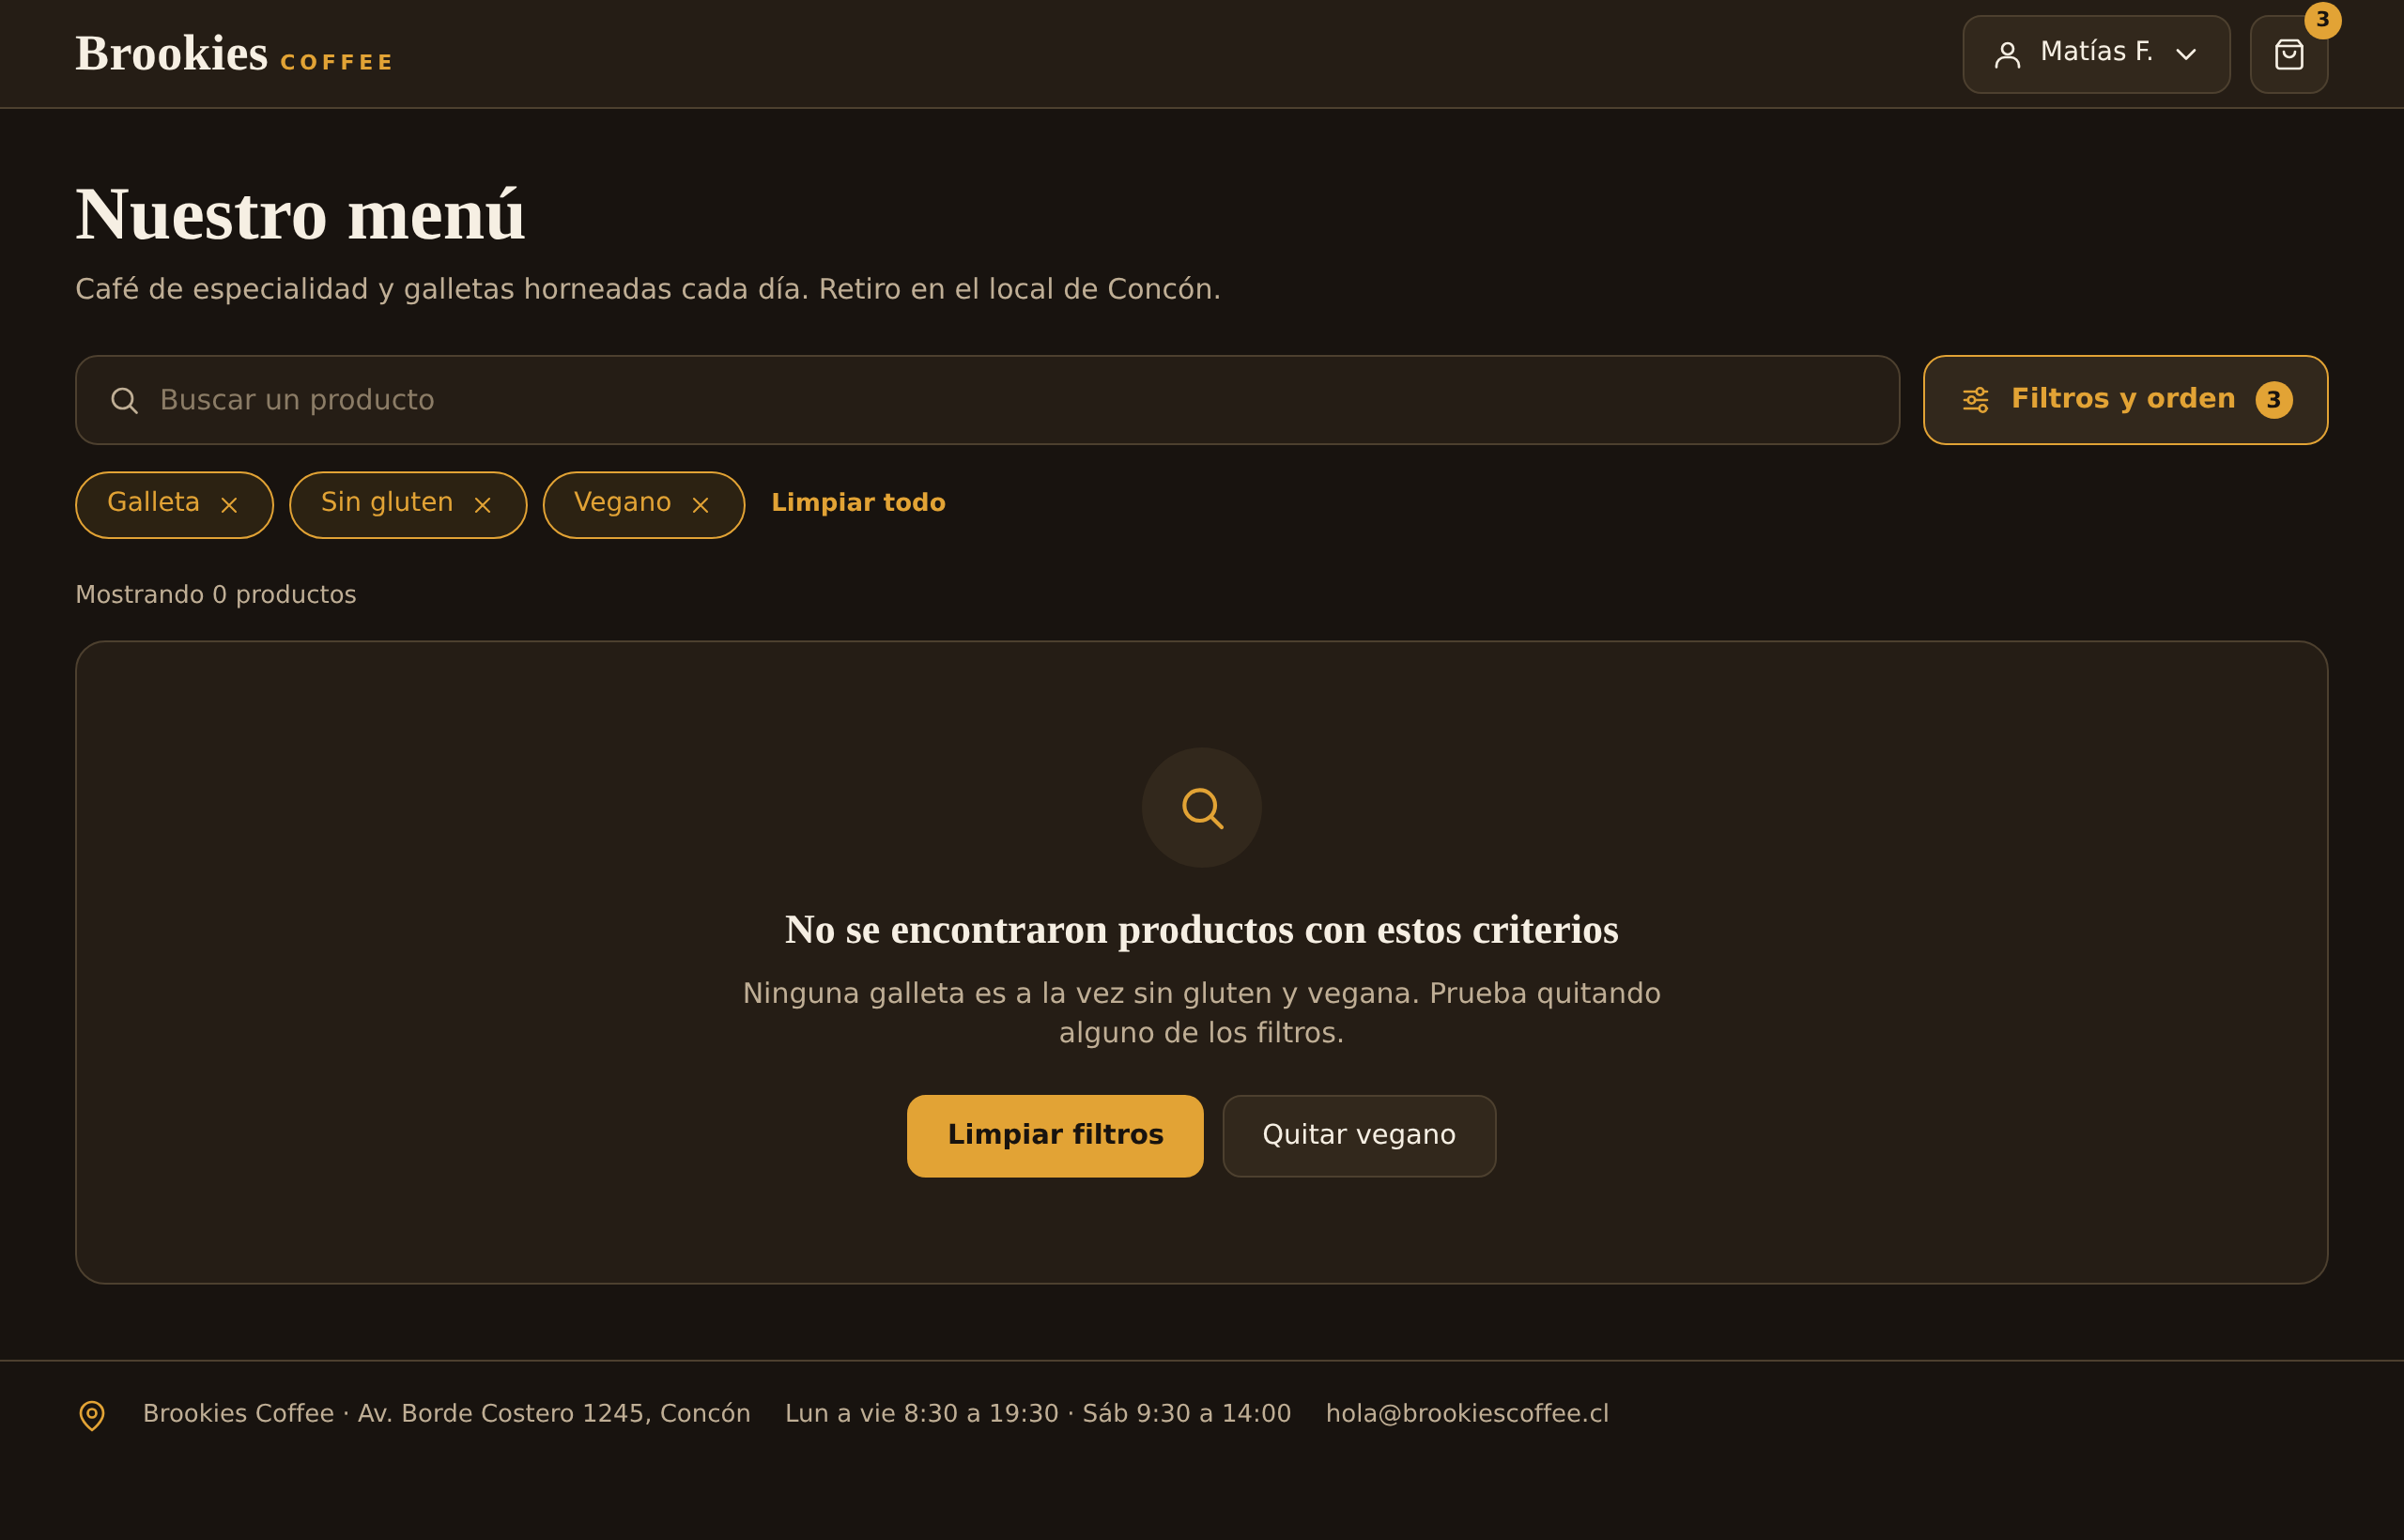 Brookies COFFEE
Matías F.
3
Nuestro menú
Café de especialidad y galletas horneadas cada día. Retiro en el local de Concón.
Buscar un producto
Filtros y orden 3
Galleta
Sin gluten
Vegano
Limpiar todo
Mostrando 0 productos
No se encontraron productos con estos criterios
Ninguna galleta es a la vez sin gluten y vegana. Prueba quitando
alguno de los filtros.
Limpiar filtros
Quitar vegano
Brookies Coffee · Av. Borde Costero 1245, Concón
Lun a vie 8:30 a 19:30 · Sáb 9:30 a 14:00
hola@brookiescoffee.cl